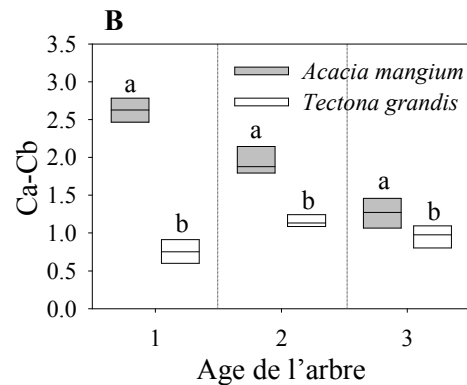 B
3.5
3.0
2.5
2.0
1.5
1.0
0.5
0.0
Ca-Cb
Acacia mangium
Tectona grandis
a
b
a
b
a
b
1 2 3
Age de l’arbre